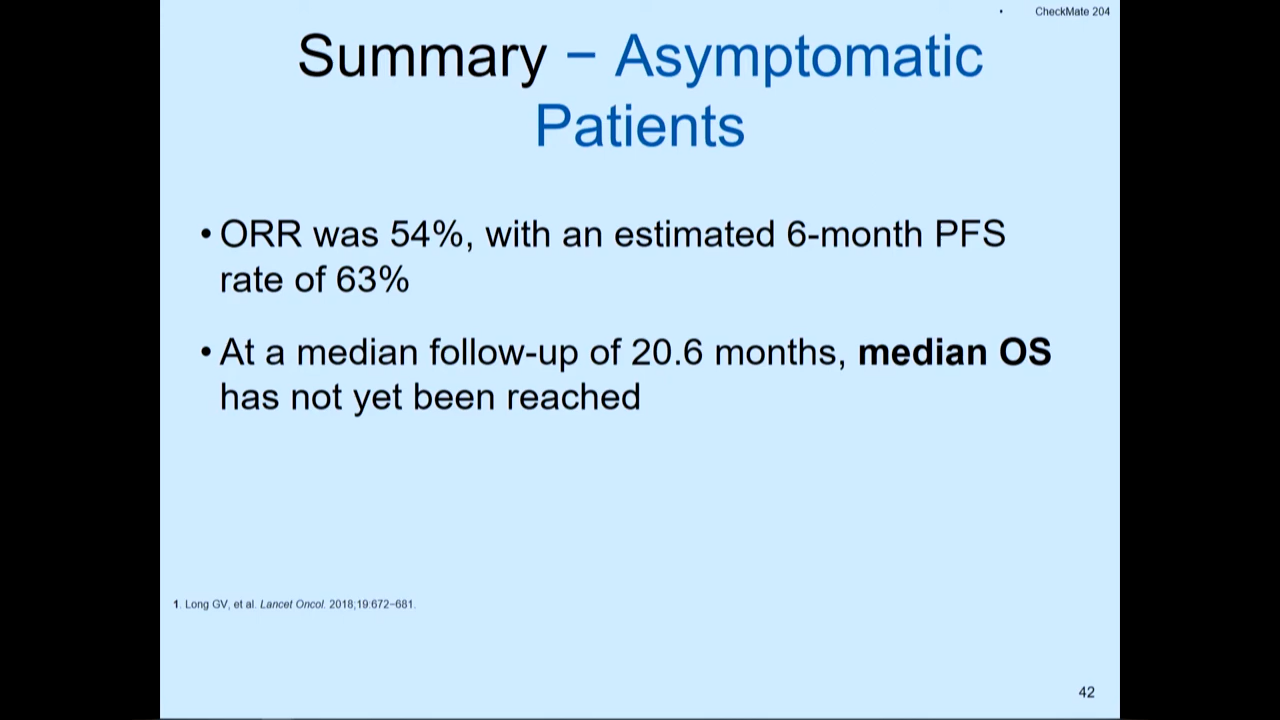 • CheckMate 204
Summary − Asymptomatic
Patients
• ORR was 54%, with an estimated 6-month PFS
rate of 63%
• At a median follow-up of 20.6 months, median OS
has not yet been reached
1. Long GV, et al. Lancet Oncol. 2018;19:672–681.
42